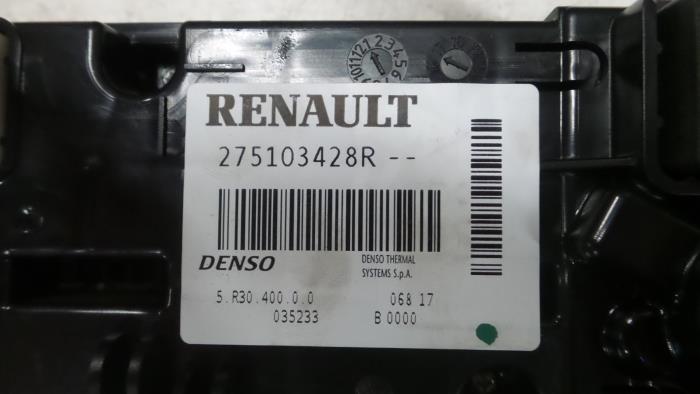 RENAULT
275103428R --
DENSO
DENSO THERMAL
SYSTEMS S.p.A.
5.R30.400.0.0
068 17
035233
B 0000